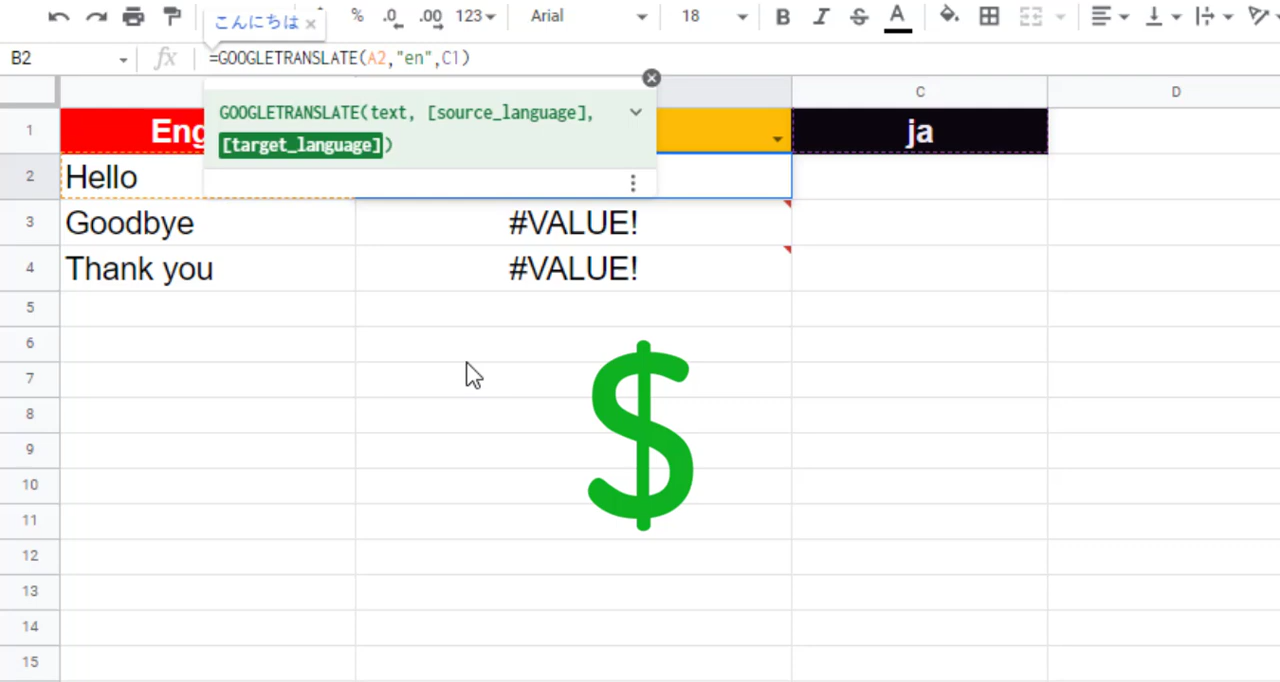 こんにちは ×
% .0 .00 123 Arial 18 B I S A
B2 fx =GOOGLETRANSLATE(A2,"en",C1)
GOOGLETRANSLATE(text, [source_language],
[target_language])
C D
1 Eng ja
2 Hello
3 Goodbye #VALUE!
4 Thank you #VALUE!
5
6
7
8
9
10
11
12
13
14
15
$